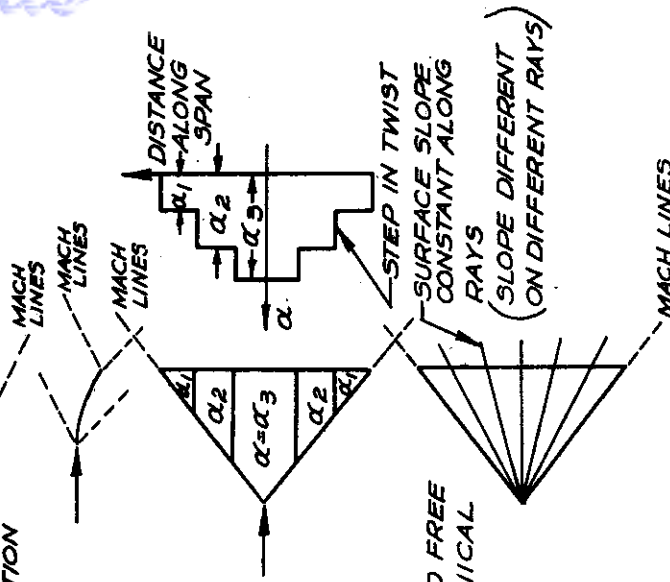 TION
MACH
LINES
MACH
LINES
MACH
LINES
DISTANCE
ALONG
SPAN
α1
α2
α3
α
α1
α2
α=α3
α2
α1
STEP IN TWIST
SURFACE SLOPE
CONSTANT ALONG
RAYS
(SLOPE DIFFERENT
ON DIFFERENT RAYS)
FREE
NICAL
MACH LINES